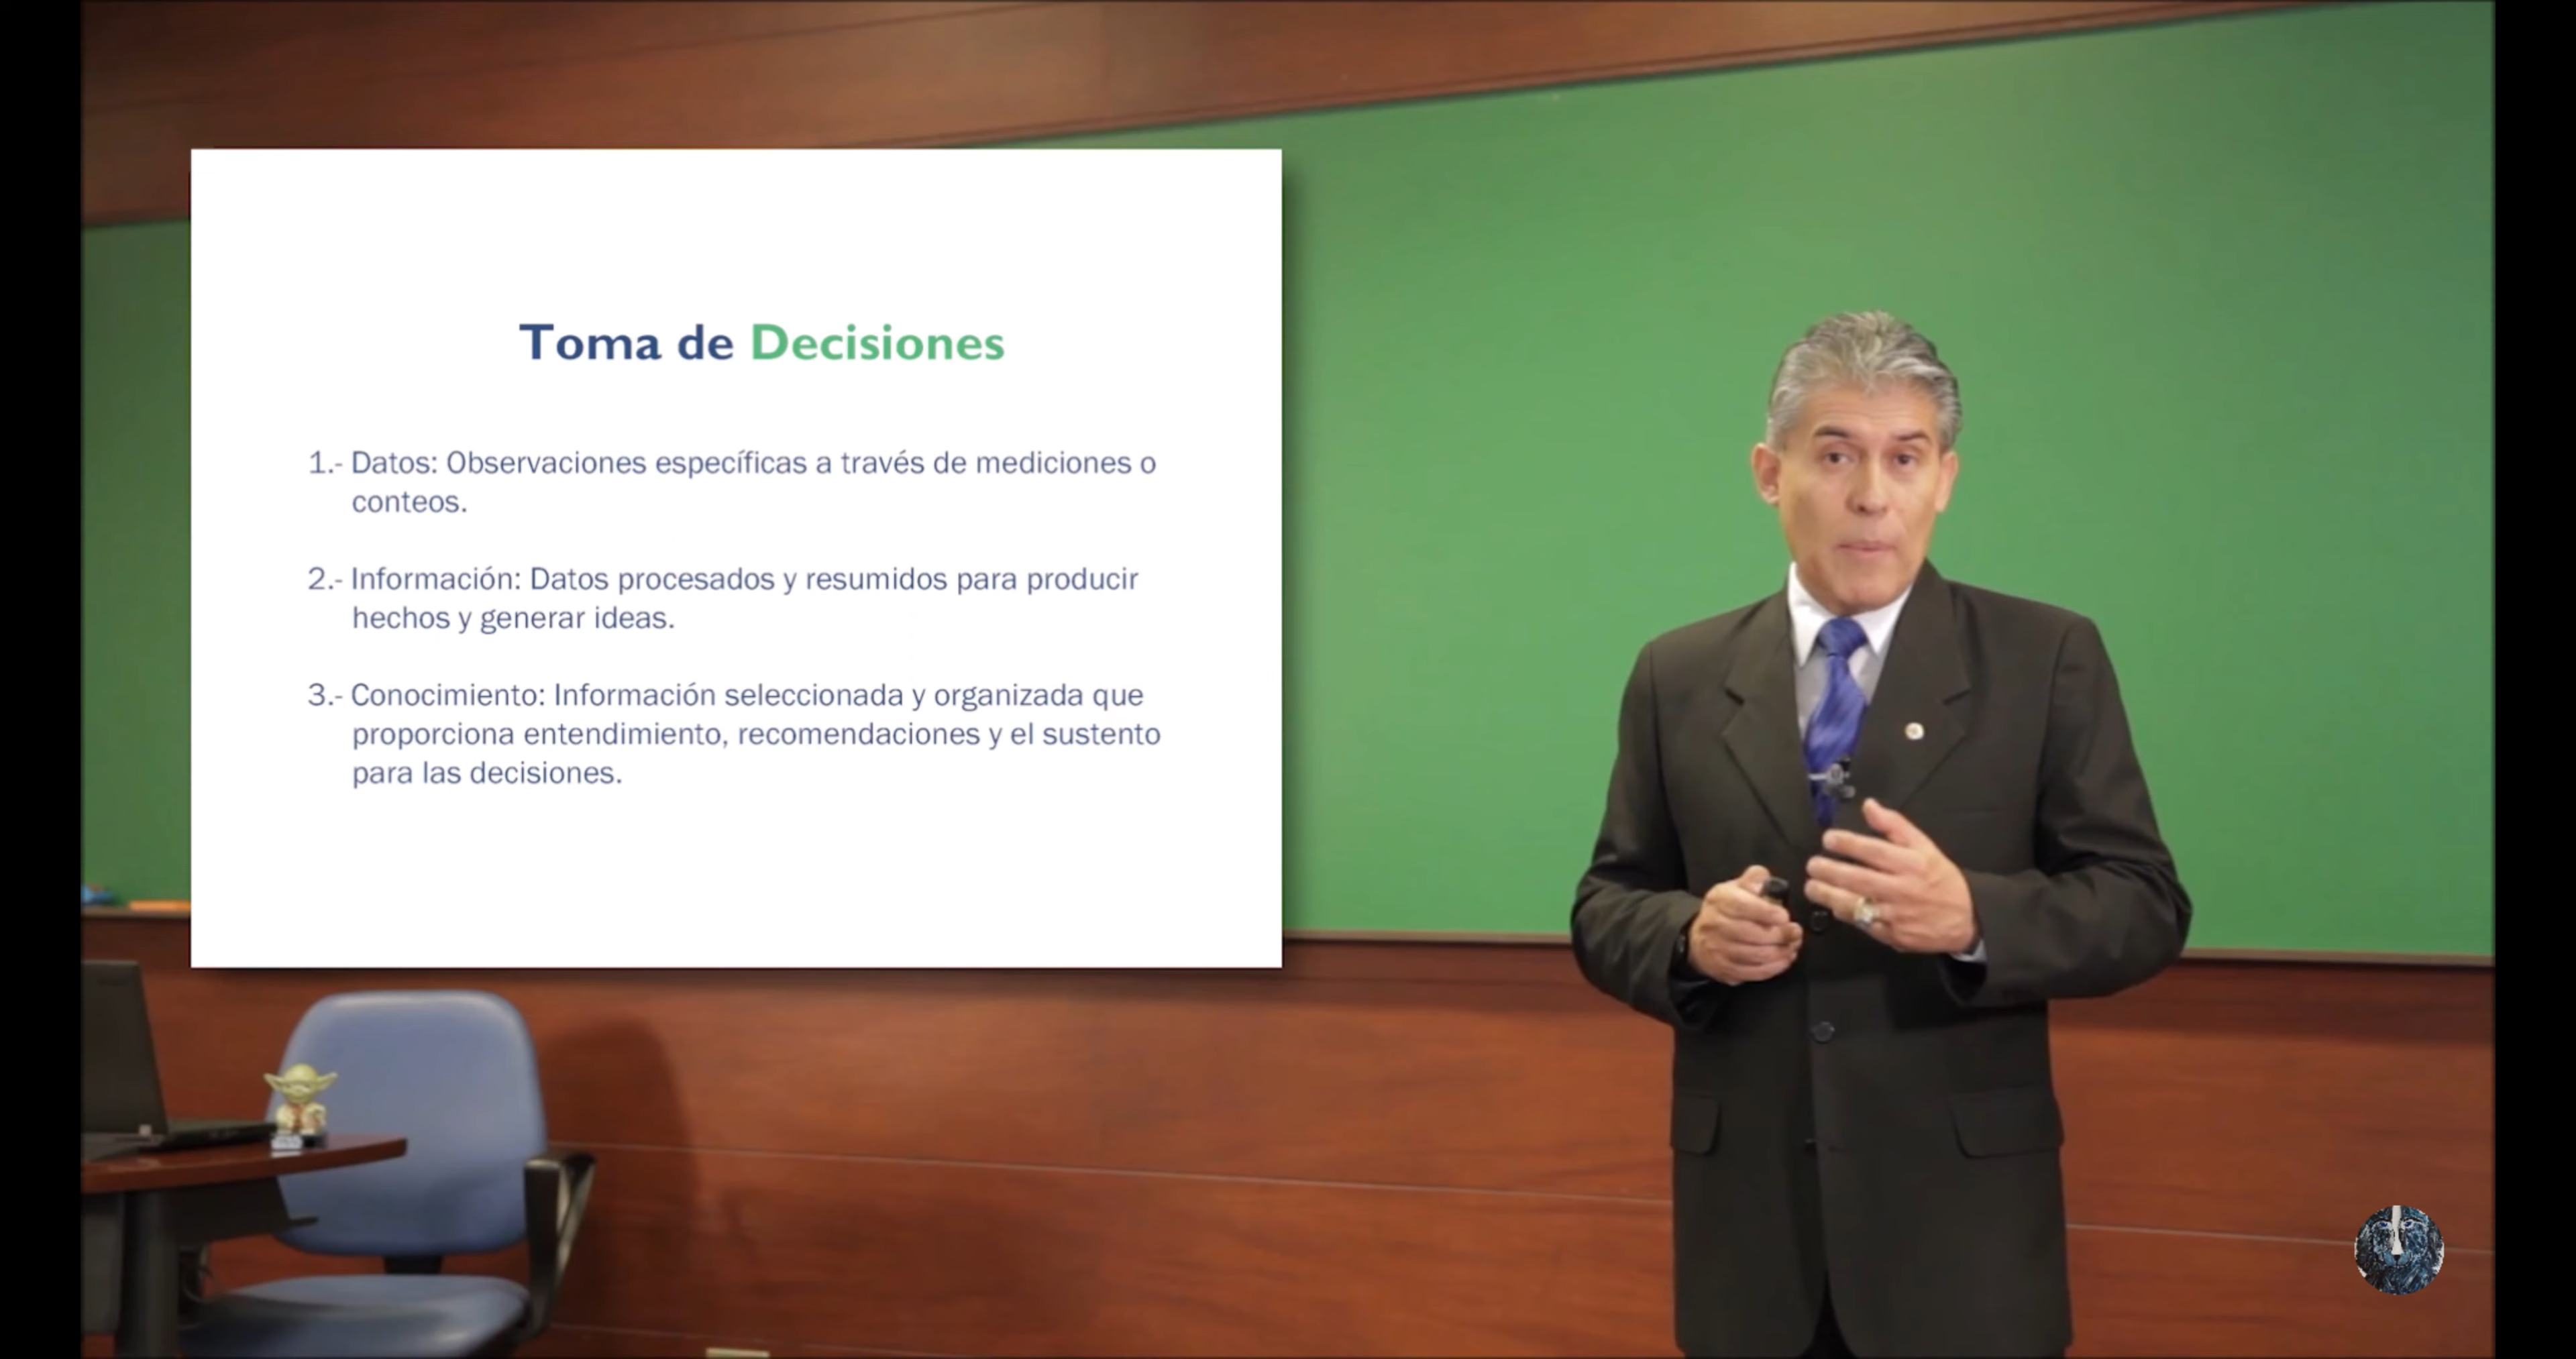 Toma de Decisiones
1.- Datos: Observaciones específicas a través de mediciones o
conteos.
2.- Información: Datos procesados y resumidos para producir
hechos y generar ideas.
3.- Conocimiento: Información seleccionada y organizada que
proporciona entendimiento, recomendaciones y el sustento
para las decisiones.